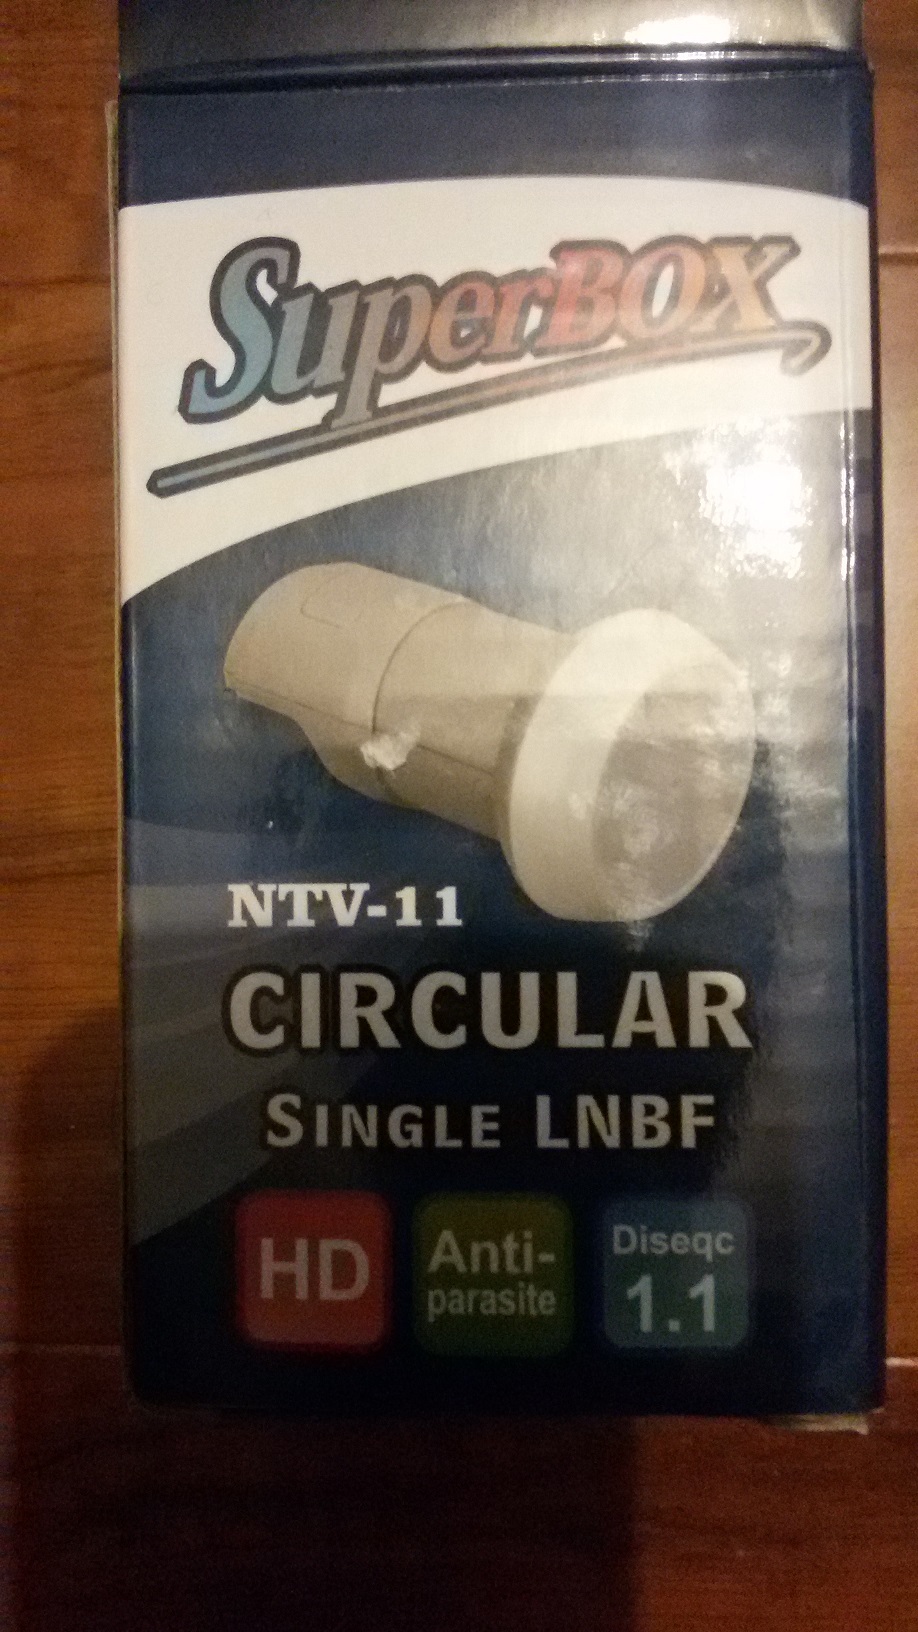 SuperBOX
NTV-11
CIRCULAR
SINGLE LNBF
HD
Anti-
parasite
Diseqc
1.1